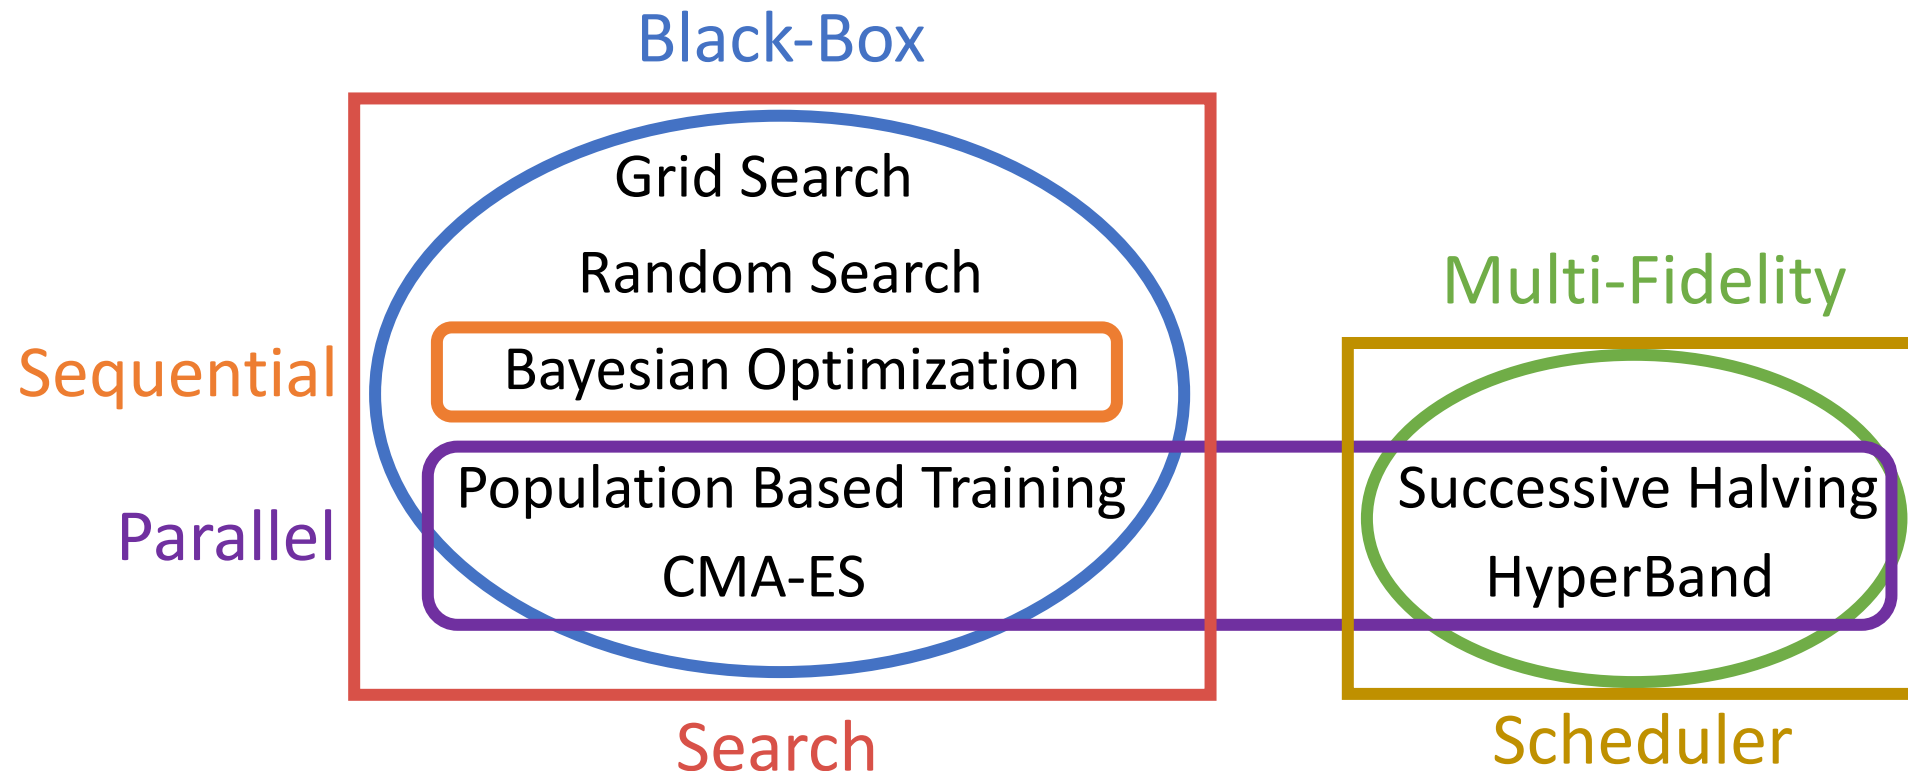 Black-Box
Grid Search
Random Search
Multi-Fidelity
Sequential
Bayesian Optimization
Population Based Training
Successive Halving
Parallel
CMA-ES
HyperBand
Search
Scheduler